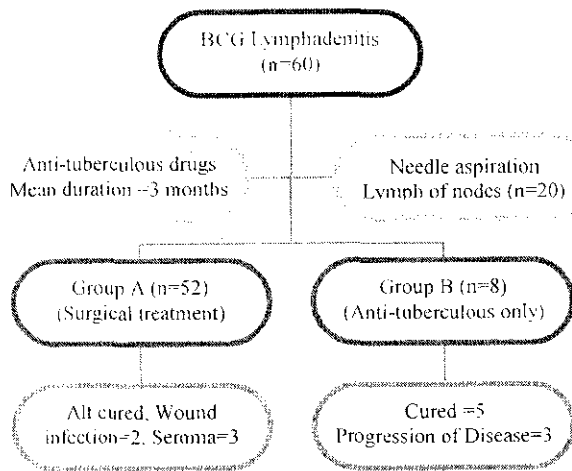 BCG Lymphadenitis
(n=60)
Anti-tuberculous drugs
Mean duration ~3 months
Needle aspiration
Lymph of nodes (n=20)
Group A (n=52)
(Surgical treatment)
Group B (n=8)
(Anti-tuberculous only)
All cured, Wound
infection=2. Seroma=3
Cured =5
Progression of Disease=3